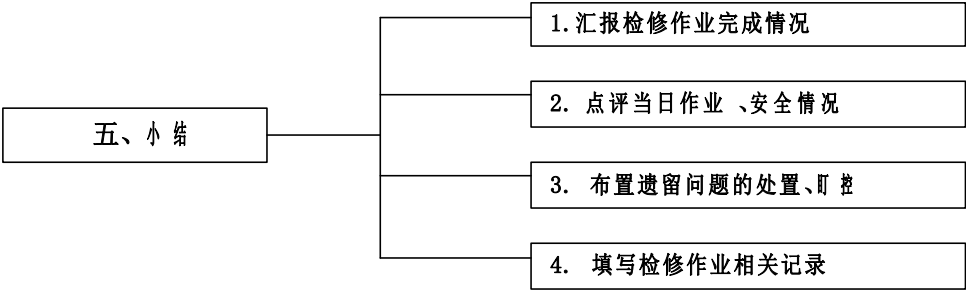 五、小结
1.汇报检修作业完成情况
2. 点评当日作业、安全情况
3. 布置遗留问题的处置、盯控
4. 填写检修作业相关记录